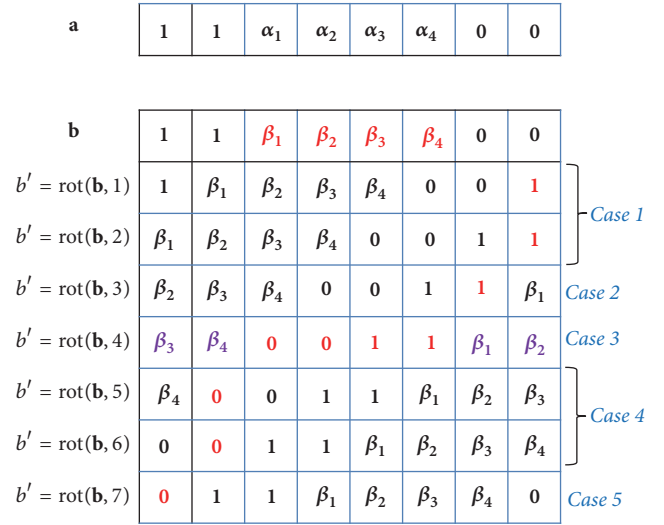 a 1 1 α₁ α₂ α₃ α₄ 0 0
b 1 1 β₁ β₂ β₃ β₄ 0 0
b′ = rot(b, 1) 1 β₁ β₂ β₃ β₄ 0 0 1
Case 1
b′ = rot(b, 2) β₁ β₂ β₃ β₄ 0 0 1 1
b′ = rot(b, 3) β₂ β₃ β₄ 0 0 1 1 β₁ Case 2
b′ = rot(b, 4) β₃ β₄ 0 0 1 1 β₁ β₂ Case 3
b′ = rot(b, 5) β₄ 0 0 1 1 β₁ β₂ β₃
Case 4
b′ = rot(b, 6) 0 0 1 1 β₁ β₂ β₃ β₄
b′ = rot(b, 7) 0 1 1 β₁ β₂ β₃ β₄ 0 Case 5